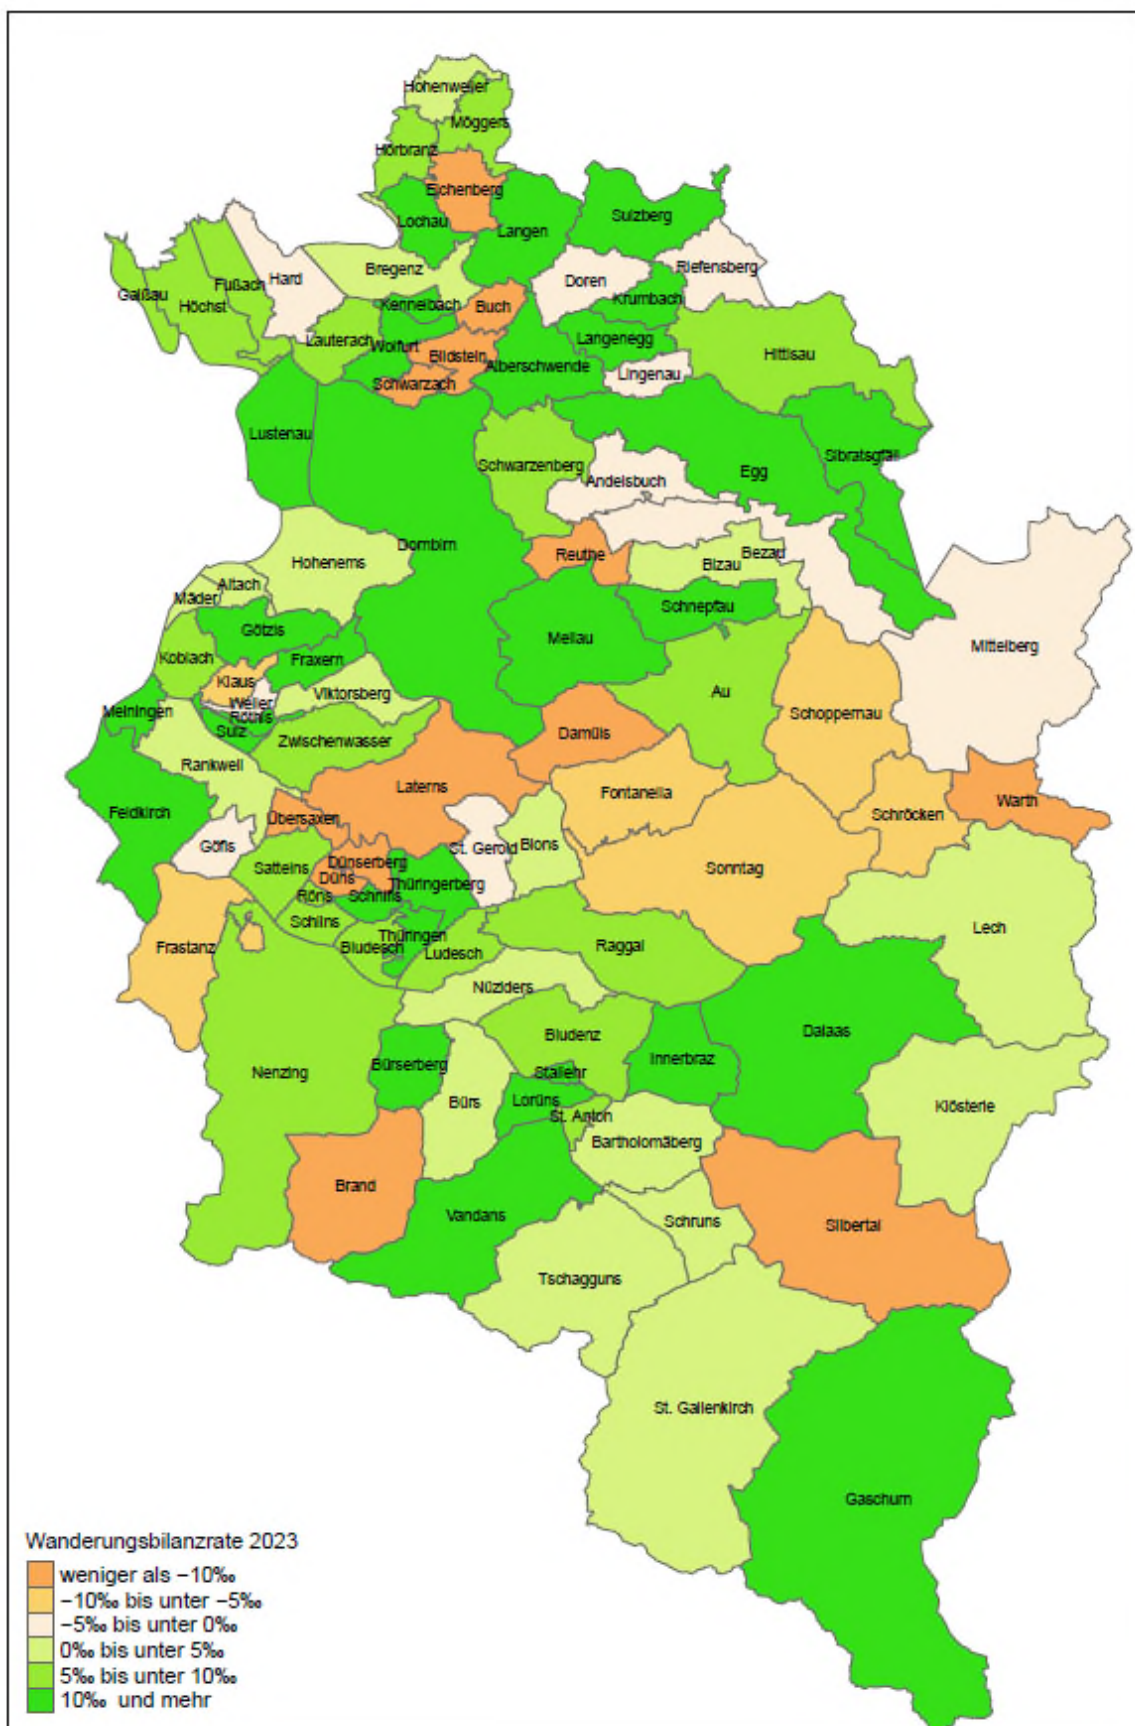 Hohenweiler
Möggers
Hörbranz
Eichenberg
Lochau
Langen
Sulzberg
Riefensberg
Doren
Bregenz
Hard
Fußach
Gaißau
Höchst
Kennelbach
Buch
Krumbach
Lauterach
Wolfurt
Langenegg
Bildstein
Alberschwende
Hittisau
Schwarzach
Lingenau
Lustenau
Sibratsgfäll
Schwarzenberg
Egg
Andelsbuch
Dornbirn
Reuthe
Bezau
Bizau
Hohenems
Altach
Mäder
Schnepfau
Götzis
Mellau
Mittelberg
Koblach
Fraxern
Klaus
Viktorsberg
Au
Weiler
Meiningen
Röthis
Schoppernau
Sulz
Zwischenwasser
Damüls
Rankweil
Laterns
Fontanella
Warth
Feldkirch
Schröcken
Übersaxen
Göfis
St. Gerold
Blons
Dünserberg
Satteins
Sonntag
Düns
Thüringerberg
Röns
Schnifis
Schlins
Lech
Thüringen
Frastanz
Bludesch
Ludesch
Raggal
Nüziders
Bludenz
Dalaas
Innerbraz
Bürserberg
Nenzing
Stallehr
Bürs
Lorüns
Klösterle
St. Anton
Bartholomäberg
Brand
Vandans
Schruns
Silbertal
Tschagguns
St. Gallenkirch
Gaschurn
Wanderungsbilanzrate 2023
weniger als −10‰
−10‰ bis unter −5‰
−5‰ bis unter 0‰
0‰ bis unter 5‰
5‰ bis unter 10‰
10‰ und mehr